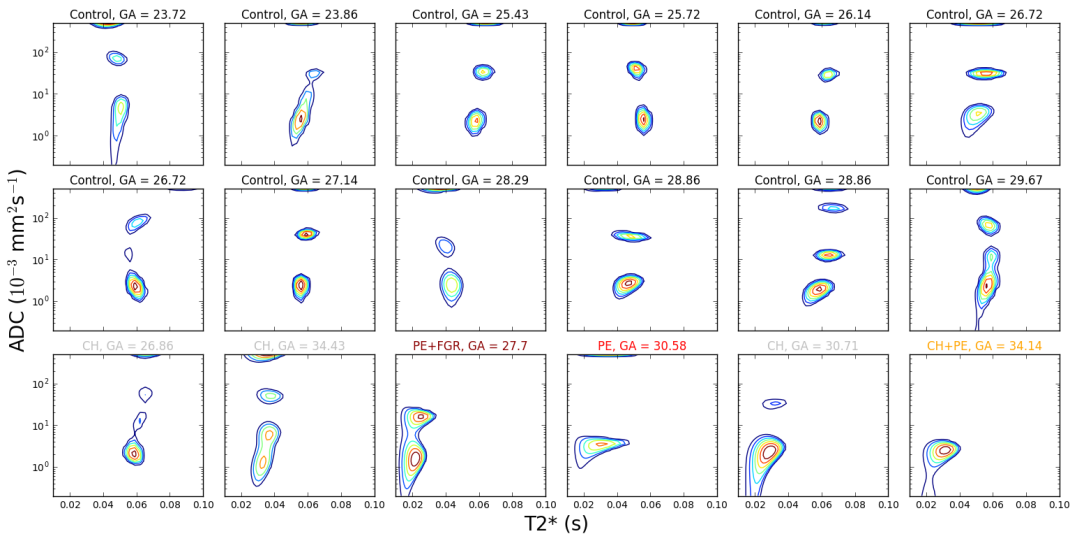 Control, GA = 23.72 Control, GA = 23.86 Control, GA = 25.43 Control, GA = 25.72 Control, GA = 26.14 Control, GA = 26.72
10² 10¹ 10⁰
Control, GA = 26.72 Control, GA = 27.14 Control, GA = 28.29 Control, GA = 28.86 Control, GA = 28.86 Control, GA = 29.67
ADC (10⁻³ mm²s⁻¹)
10² 10¹ 10⁰
CH, GA = 26.86 CH, GA = 34.43 PE+FGR, GA = 27.7 PE, GA = 30.58 CH, GA = 30.71 CH+PE, GA = 34.14
10² 10¹ 10⁰
0.02 0.04 0.06 0.08 0.10 0.02 0.04 0.06 0.08 0.10 0.02 0.04 0.06 0.08 0.10 0.02 0.04 0.06 0.08 0.10 0.02 0.04 0.06 0.08 0.10 0.02 0.04 0.06 0.08 0.10
T2* (s)